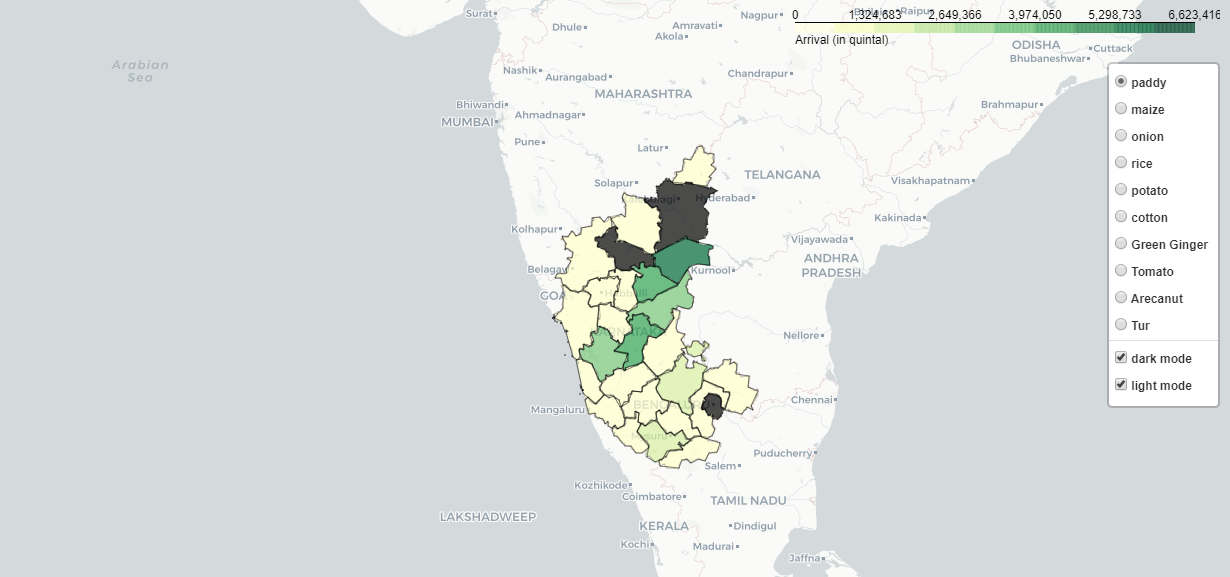 Surat
Dhule
Amravati
Akola
Nagpur
Raipur
0
1,324,683
2,649,366
3,974,050
5,298,733
6,623,416
Arrival (in quintal)
ODISHA
Cuttack
Bhubaneshwar
Arabian
Sea
Nashik
Aurangabad
Chandrapur
paddy
MAHARASHTRA
Bhiwandi
Brahmapur
maize
Ahmadnagar
MUMBAI
onion
Pune
Latur
rice
TELANGANA
Solapur
Visakhapatnam
potato
Hyderabad
cotton
Kakinada
Kolhapur
Vijayawada
Green Ginger
ANDHRA
PRADESH
Belagav
Kurnool
Tomato
GOA
Hubballi
Arecanut
Tur
Nellore
dark mode
light mode
Chennai
BENGALURU
Mangaluru
Mysuru
Puducherry
Salem
Kozhikode
Coimbatore
TAMIL NADU
LAKSHADWEEP
KERALA
Dindigul
Kochi
Madurai
Jaffna